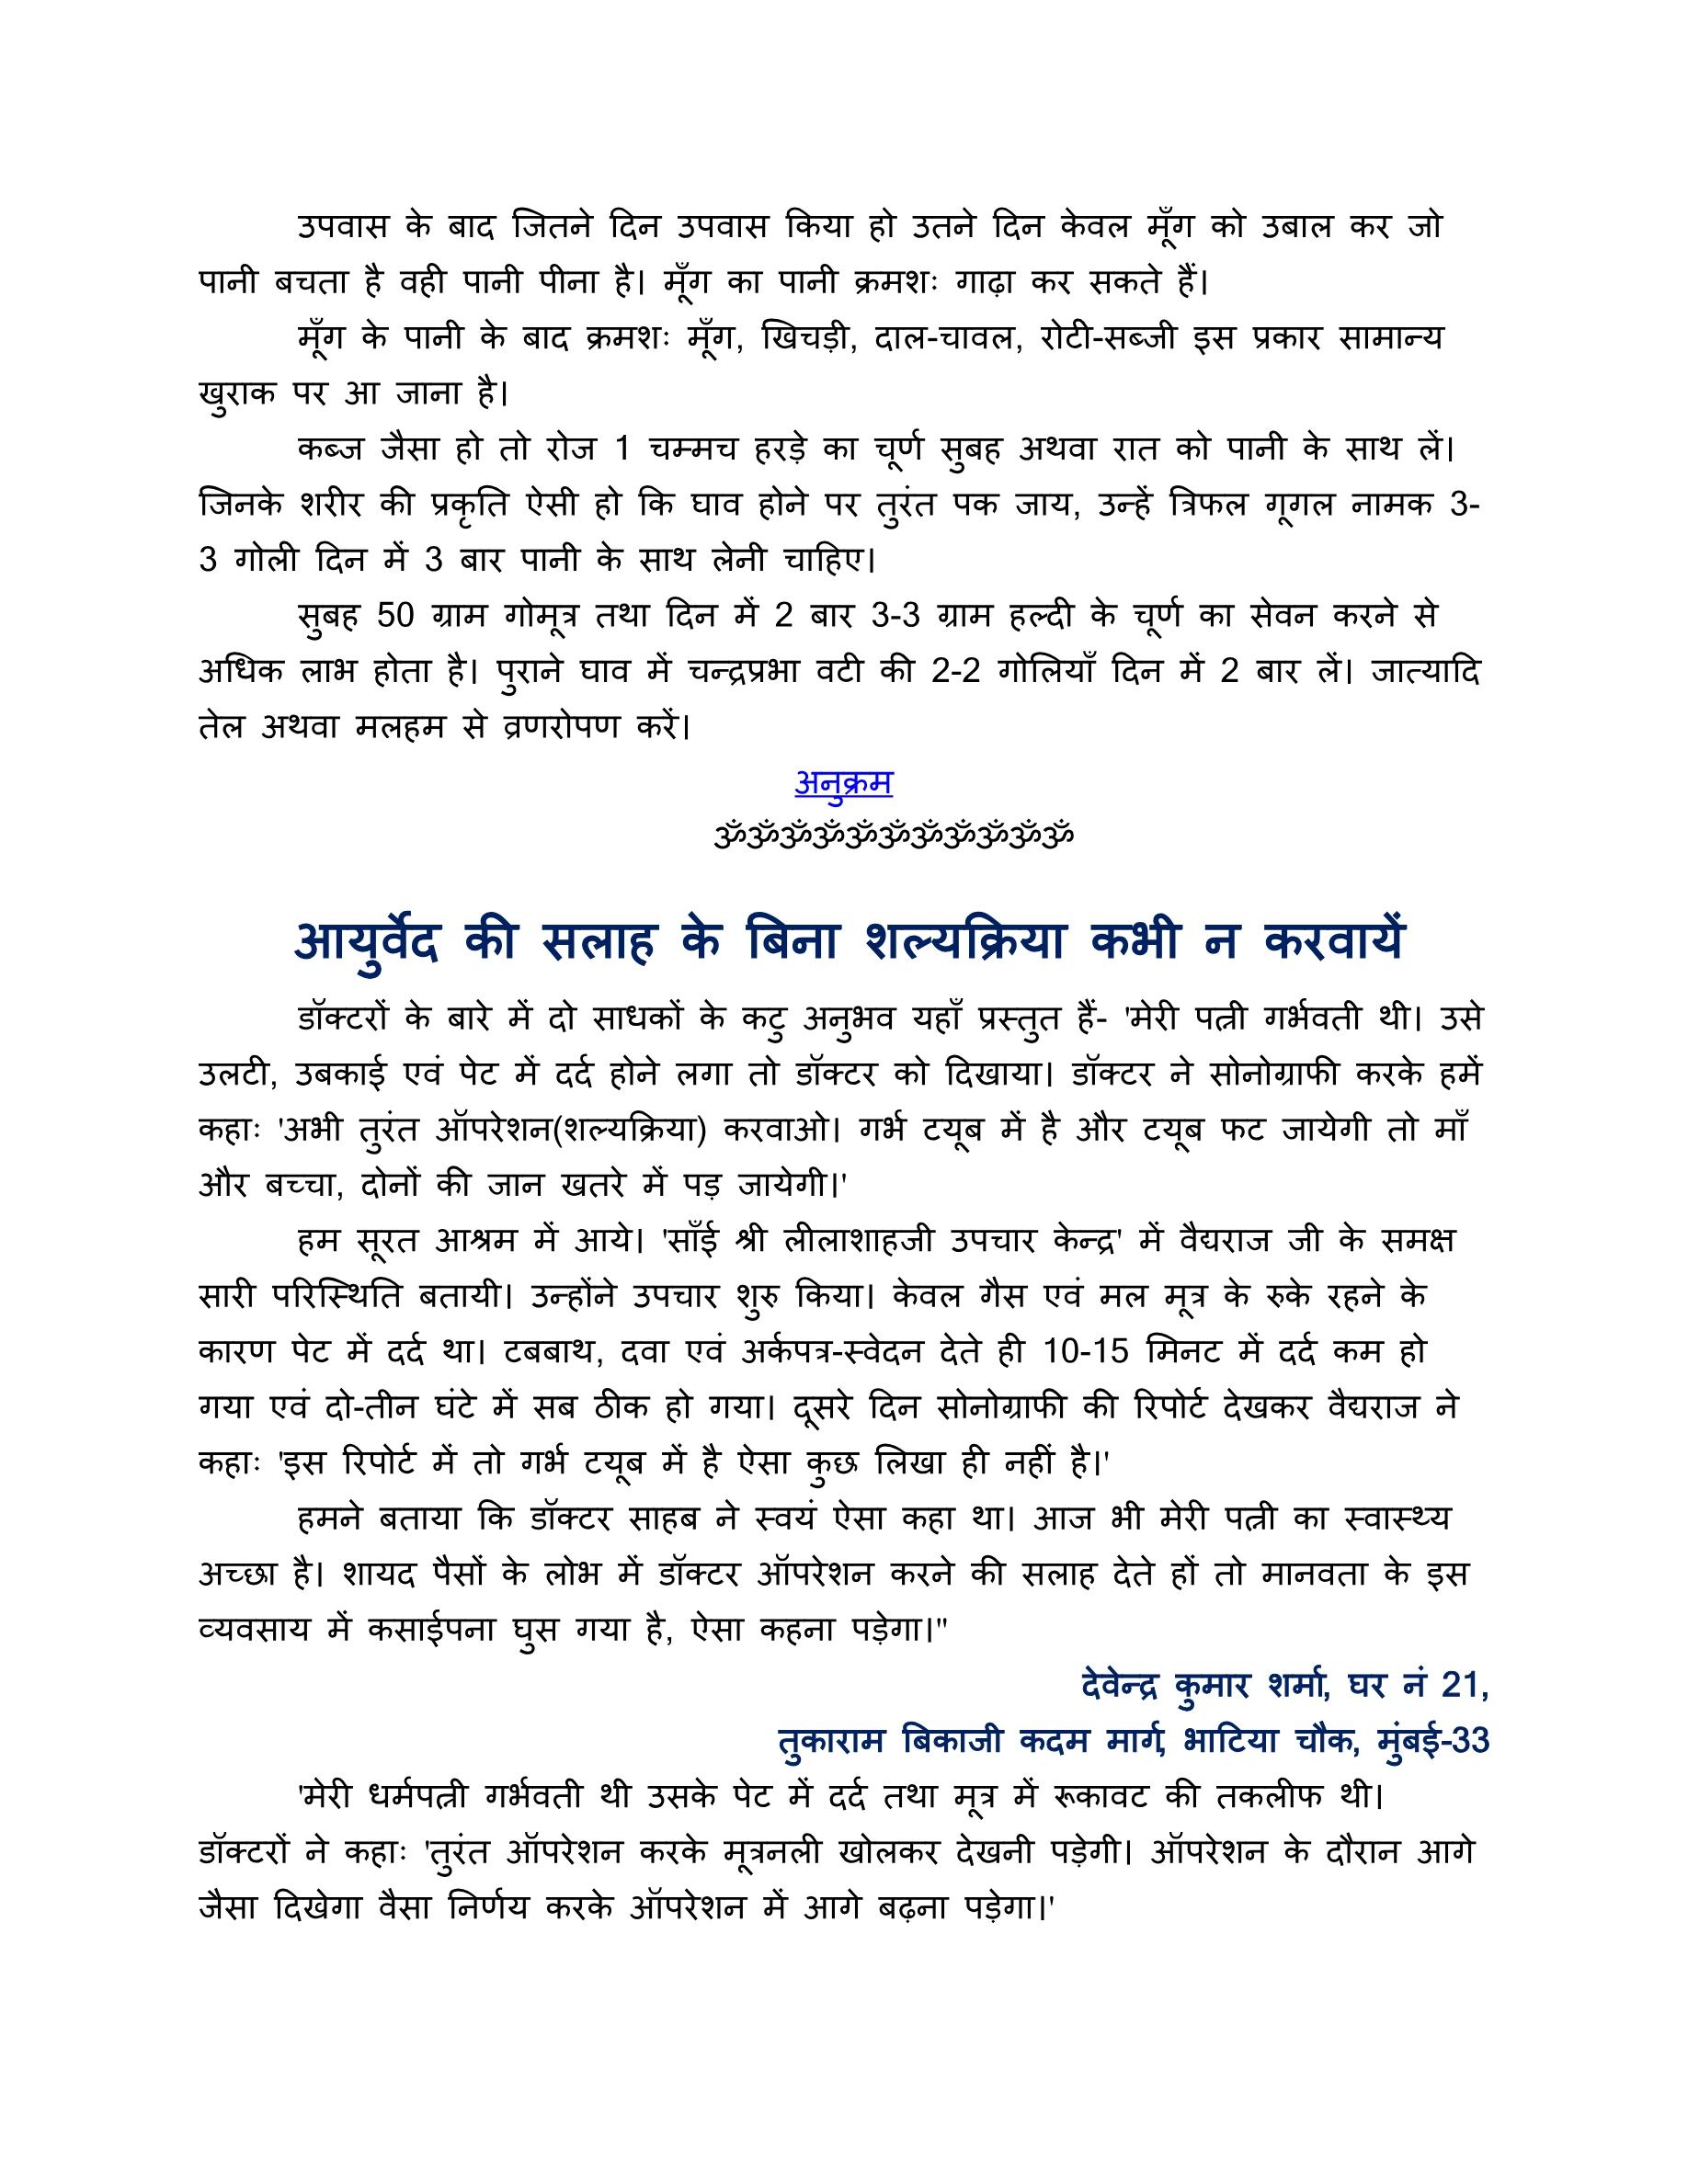 उपवास के बाद जितने दिन उपवास किया हो उतने दिन केवल मूँग को उबाल कर जो
पानी बचता है वही पानी पीना है। मूँग का पानी क्रमशः गाढ़ा कर सकते हैं।
मूँग के पानी के बाद क्रमशः मूँग, खिचड़ी, दाल-चावल, रोटी-सब्जी इस प्रकार सामान्य
खुराक पर आ जाना है।
कब्ज जैसा हो तो रोज 1 चम्मच हरड़े का चूर्ण सुबह अथवा रात को पानी के साथ लें।
जिनके शरीर की प्रकृति ऐसी हो कि घाव होने पर तुरंत पक जाय, उन्हें त्रिफल गूगल नामक 3-
3 गोली दिन में 3 बार पानी के साथ लेनी चाहिए।
सुबह 50 ग्राम गोमूत्र तथा दिन में 2 बार 3-3 ग्राम हल्दी के चूर्ण का सेवन करने से
अधिक लाभ होता है। पुराने घाव में चन्द्रप्रभा वटी की 2-2 गोलियाँ दिन में 2 बार लें। जात्यादि
तेल अथवा मलहम से व्रणरोपण करें।
अनुक्रम
ॐॐॐॐॐॐॐॐॐॐॐ
आयुर्वेद की सलाह के बिना शल्यक्रिया कभी न करवायें
डॉक्टरों के बारे में दो साधकों के कटु अनुभव यहाँ प्रस्तुत हैं- 'मेरी पत्नी गर्भवती थी। उसे
उलटी, उबकाई एवं पेट में दर्द होने लगा तो डॉक्टर को दिखाया। डॉक्टर ने सोनोग्राफी करके हमें
कहाः 'अभी तुरंत ऑपरेशन(शल्यक्रिया) करवाओ। गर्भ टयूब में है और टयूब फट जायेगी तो माँ
और बच्चा, दोनों की जान खतरे में पड़ जायेगी।'
हम सूरत आश्रम में आये। 'साँई श्री लीलाशाहजी उपचार केन्द्र' में वैद्यराज जी के समक्ष
सारी परिस्थिति बतायी। उन्होंने उपचार शुरु किया। केवल गैस एवं मल मूत्र के रुके रहने के
कारण पेट में दर्द था। टबबाथ, दवा एवं अर्कपत्र-स्वेदन देते ही 10-15 मिनट में दर्द कम हो
गया एवं दो-तीन घंटे में सब ठीक हो गया। दूसरे दिन सोनोग्राफी की रिपोर्ट देखकर वैद्यराज ने
कहाः 'इस रिपोर्ट में तो गर्भ टयूब में है ऐसा कुछ लिखा ही नहीं है।'
हमने बताया कि डॉक्टर साहब ने स्वयं ऐसा कहा था। आज भी मेरी पत्नी का स्वास्थ्य
अच्छा है। शायद पैसों के लोभ में डॉक्टर ऑपरेशन करने की सलाह देते हों तो मानवता के इस
व्यवसाय में कसाईपना घुस गया है, ऐसा कहना पड़ेगा।"
देवेन्द्र कुमार शर्मा, घर नं 21,
तुकाराम बिकाजी कदम मार्ग, भाटिया चौक, मुंबई-33
'मेरी धर्मपत्नी गर्भवती थी उसके पेट में दर्द तथा मूत्र में रूकावट की तकलीफ थी।
डॉक्टरों ने कहाः 'तुरंत ऑपरेशन करके मूत्रनली खोलकर देखनी पड़ेगी। ऑपरेशन के दौरान आगे
जैसा दिखेगा वैसा निर्णय करके ऑपरेशन में आगे बढ़ना पड़ेगा।'